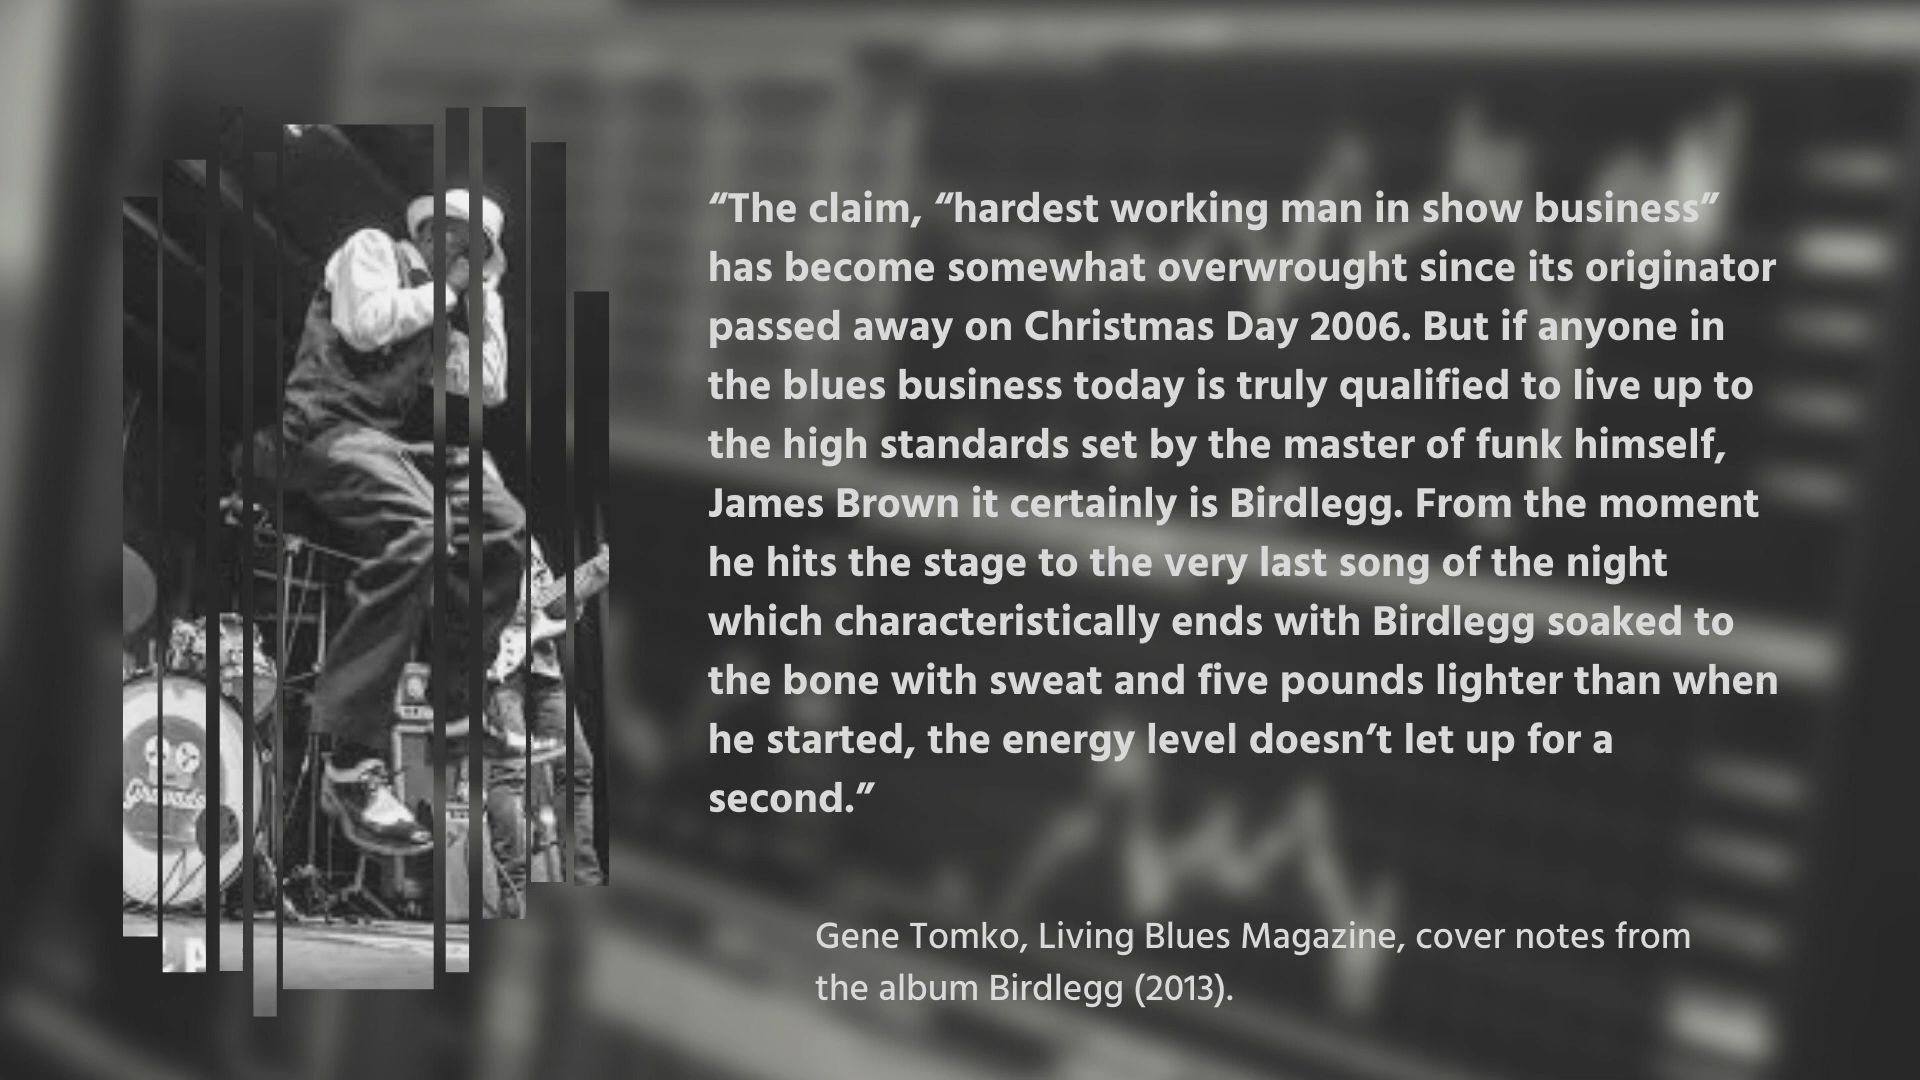 “The claim, “hardest working man in show business”
has become somewhat overwrought since its originator
passed away on Christmas Day 2006. But if anyone in
the blues business today is truly qualified to live up to
the high standards set by the master of funk himself,
James Brown it certainly is Birdlegg. From the moment
he hits the stage to the very last song of the night
which characteristically ends with Birdlegg soaked to
the bone with sweat and five pounds lighter than when
he started, the energy level doesn’t let up for a
second.”
Gene Tomko, Living Blues Magazine, cover notes from
the album Birdlegg (2013).